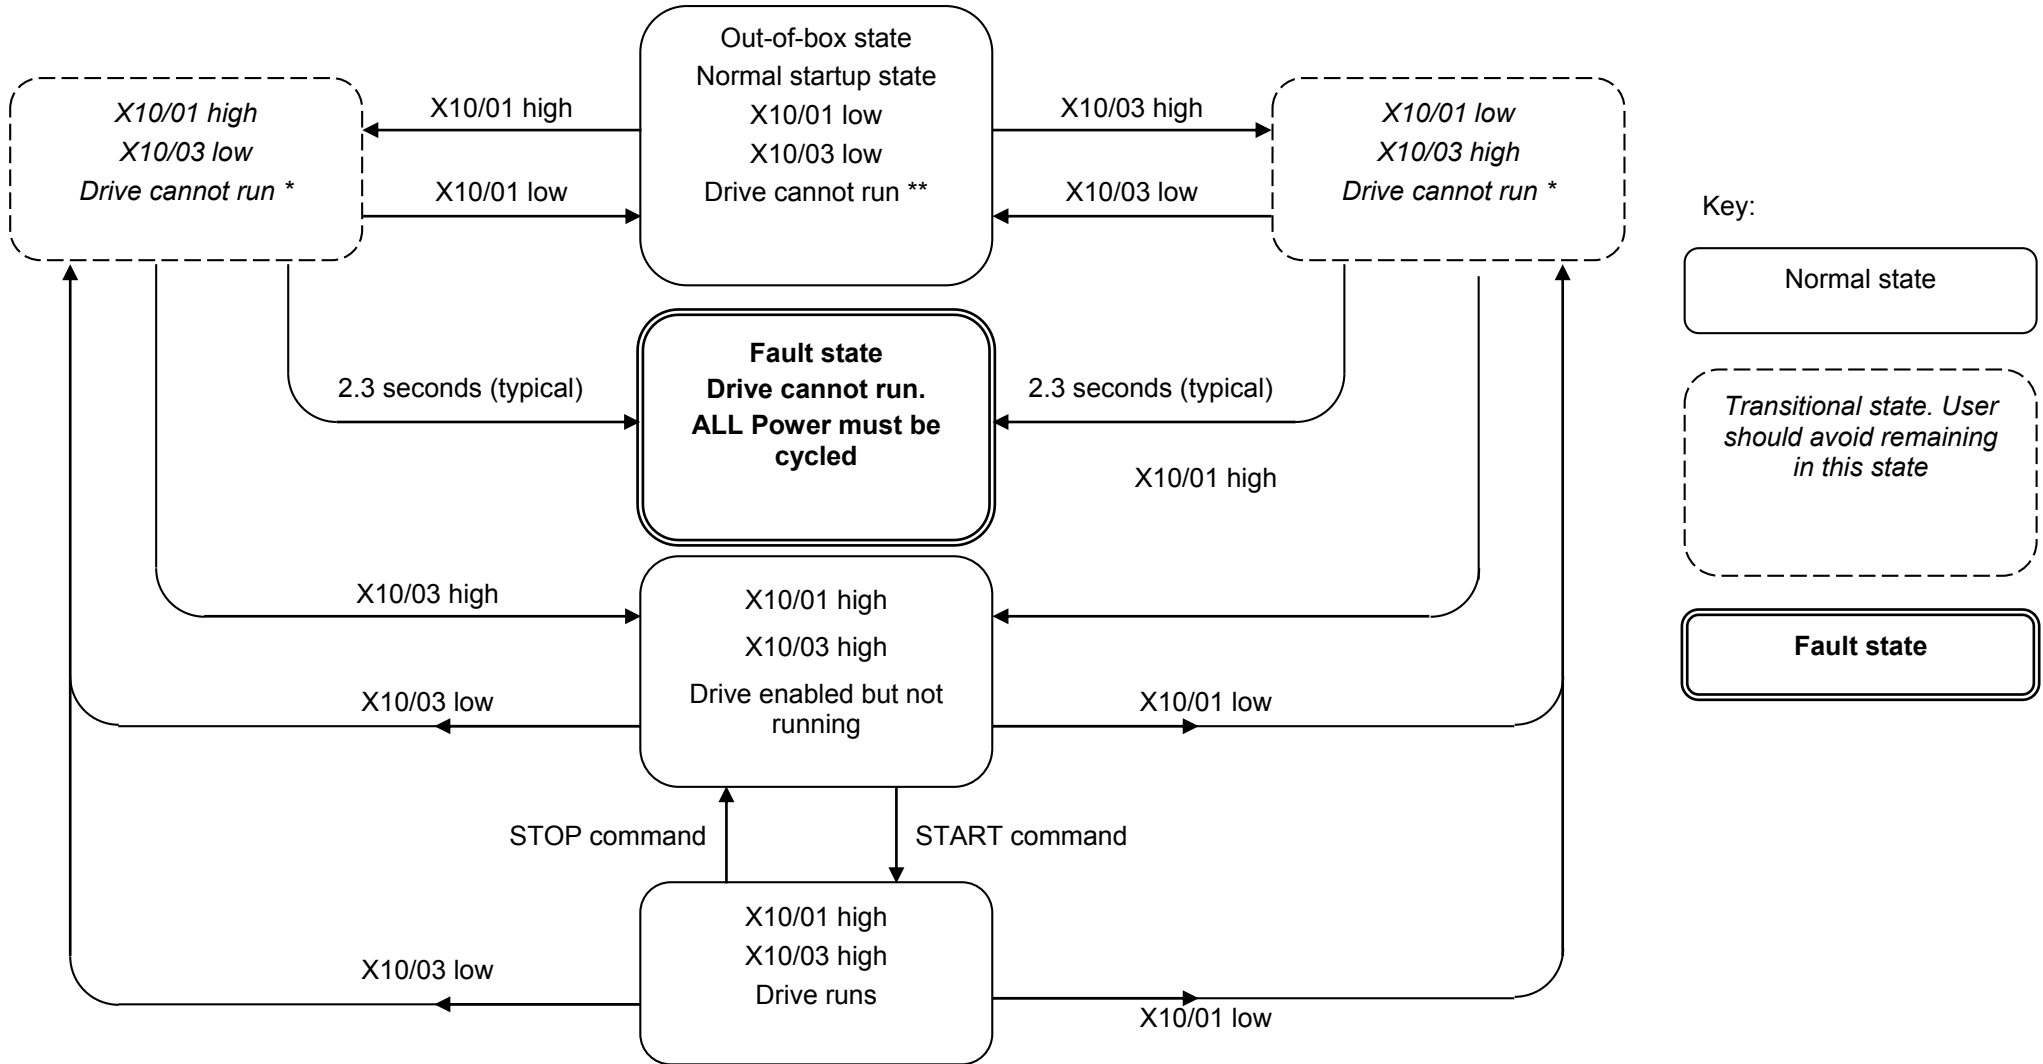 Out-of-box state
Normal startup state
X10/01 low
X10/03 low
Drive cannot run **
X10/01 high
X10/03 low
Drive cannot run *
X10/01 high
X10/01 low
X10/03 high
X10/03 low
X10/01 low
X10/03 high
Drive cannot run *
Key:
Normal state
Transitional state. User
should avoid remaining
in this state
Fault state
2.3 seconds (typical)
Fault state
Drive cannot run.
ALL Power must be
cycled
2.3 seconds (typical)
X10/01 high
X10/03 high
X10/01 high
X10/03 high
Drive enabled but not
running
X10/03 low
X10/01 low
STOP command
START command
X10/01 high
X10/03 high
Drive runs
X10/03 low
X10/01 low